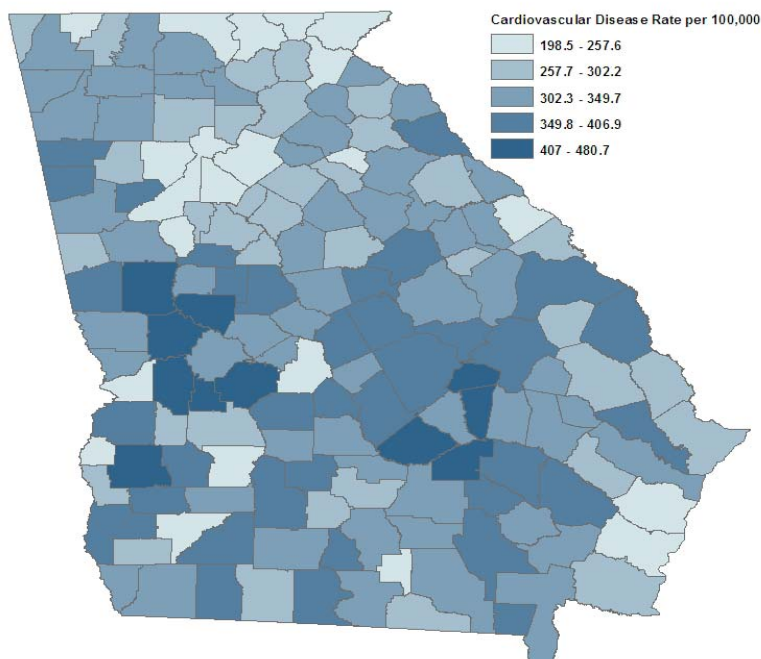 Cardiovascular Disease Rate per 100,000
198.5 - 257.6
257.7 - 302.2
302.3 - 349.7
349.8 - 406.9
407 - 480.7